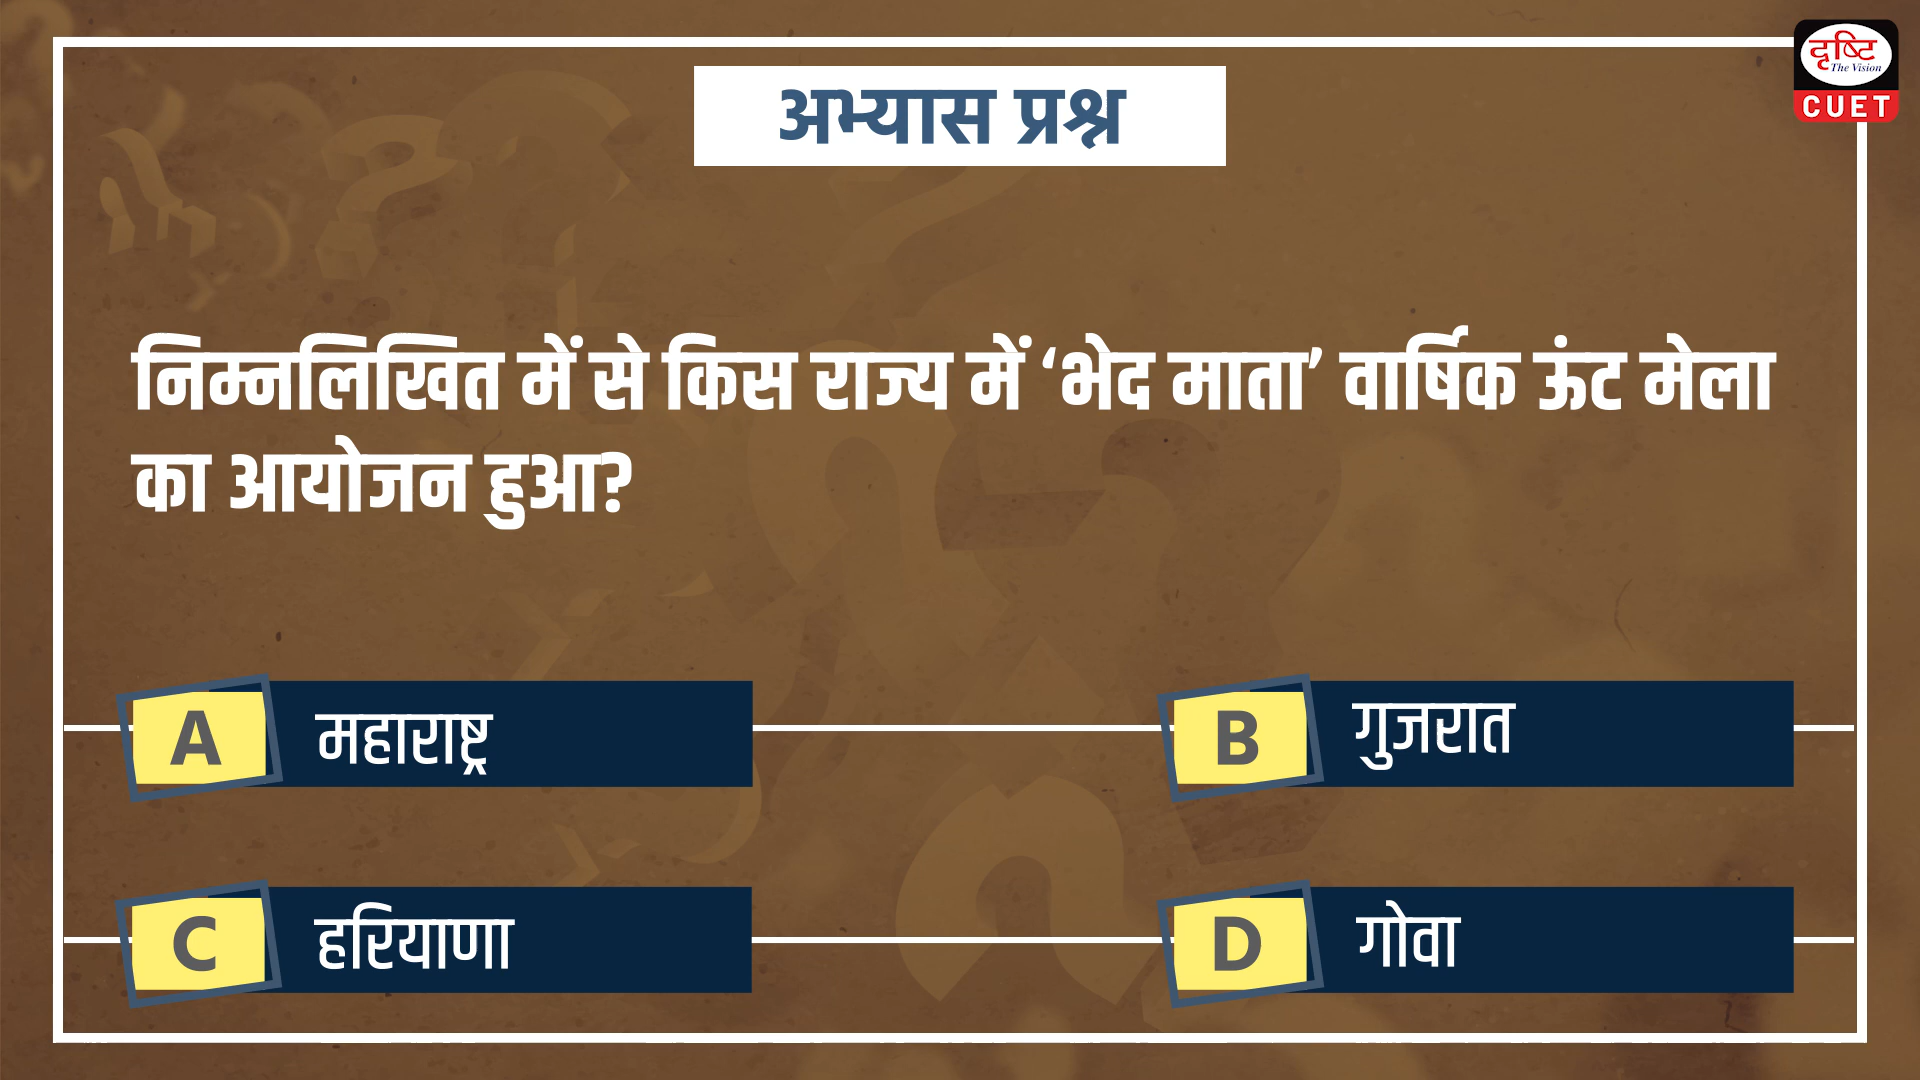 दृष्टि
The Vision
CUET
अभ्यास प्रश्न
निम्नलिखित में से किस राज्य में ‘भेद माता’ वार्षिक ऊंट मेला
का आयोजन हुआ?
A महाराष्ट्र
B गुजरात
C हरियाणा
D गोवा